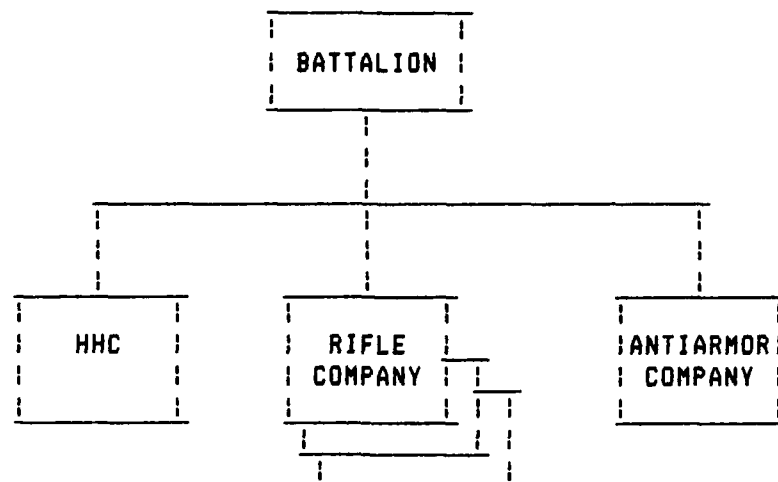 BATTALION
HHC
RIFLE
COMPANY
ANTIARMOR
COMPANY